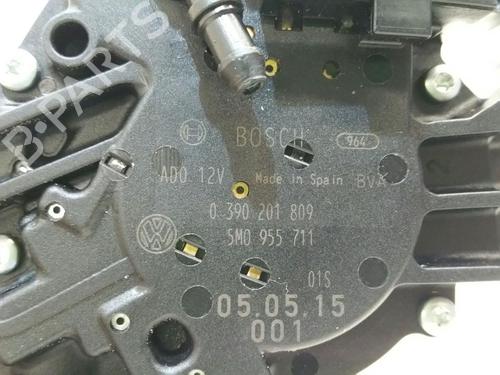 B-PARTS
BOSCH 964
AD0 12V Made in Spain BVA
0 390 201 809
5M0 955 711
01S
05.05.15
001